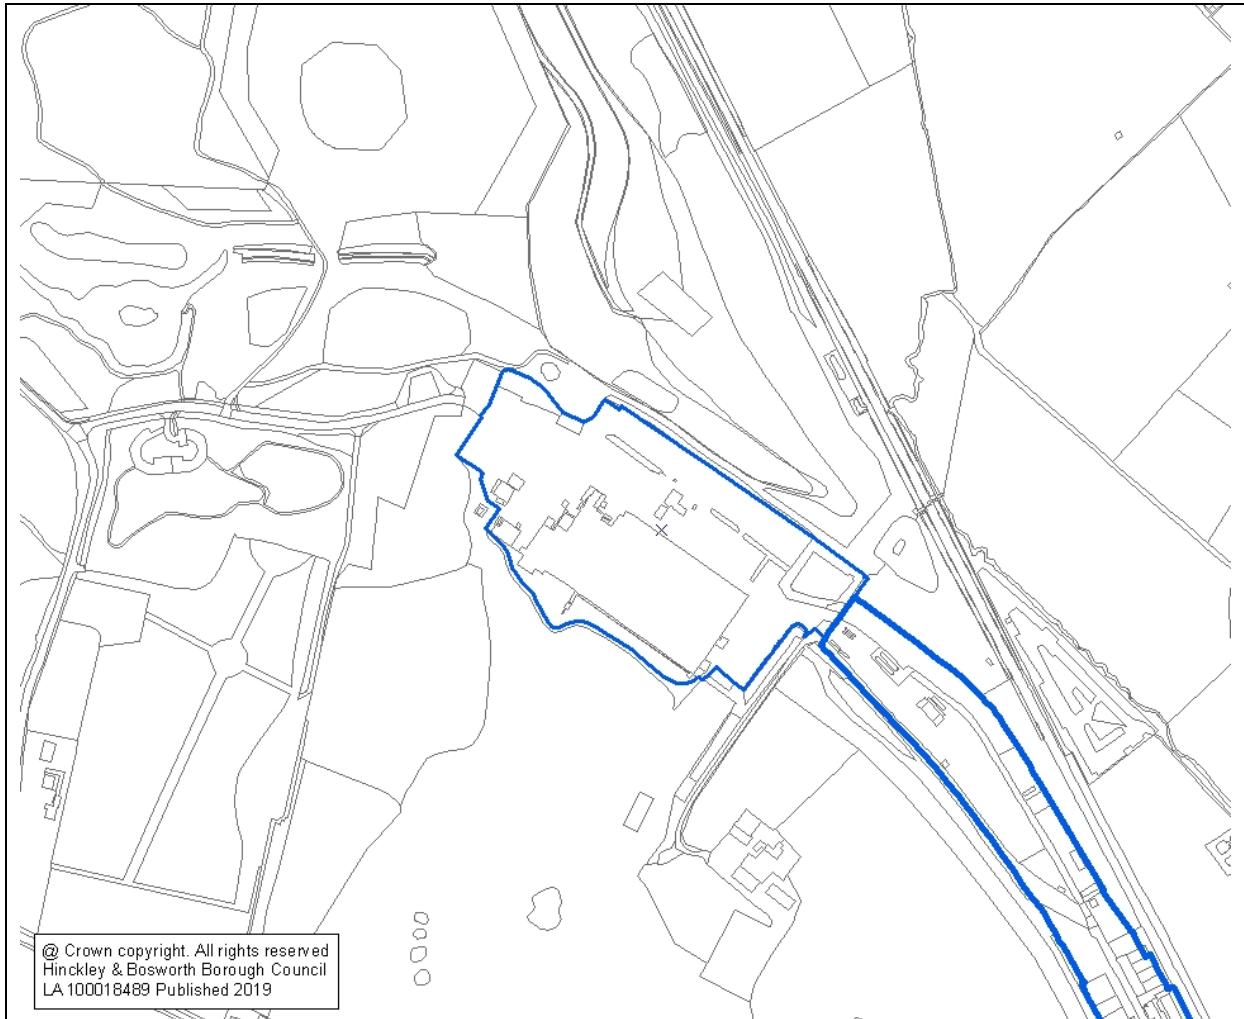 @ Crown copyright. All rights reserved
Hinckley & Bosworth Borough Council
LA 100018489 Published 2019